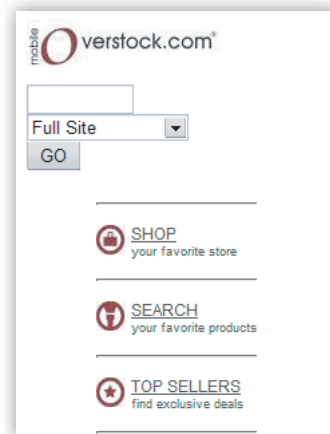 mobile
Overstock.com®
Full Site
GO
SHOP
your favorite store
SEARCH
your favorite products
TOP SELLERS
find exclusive deals